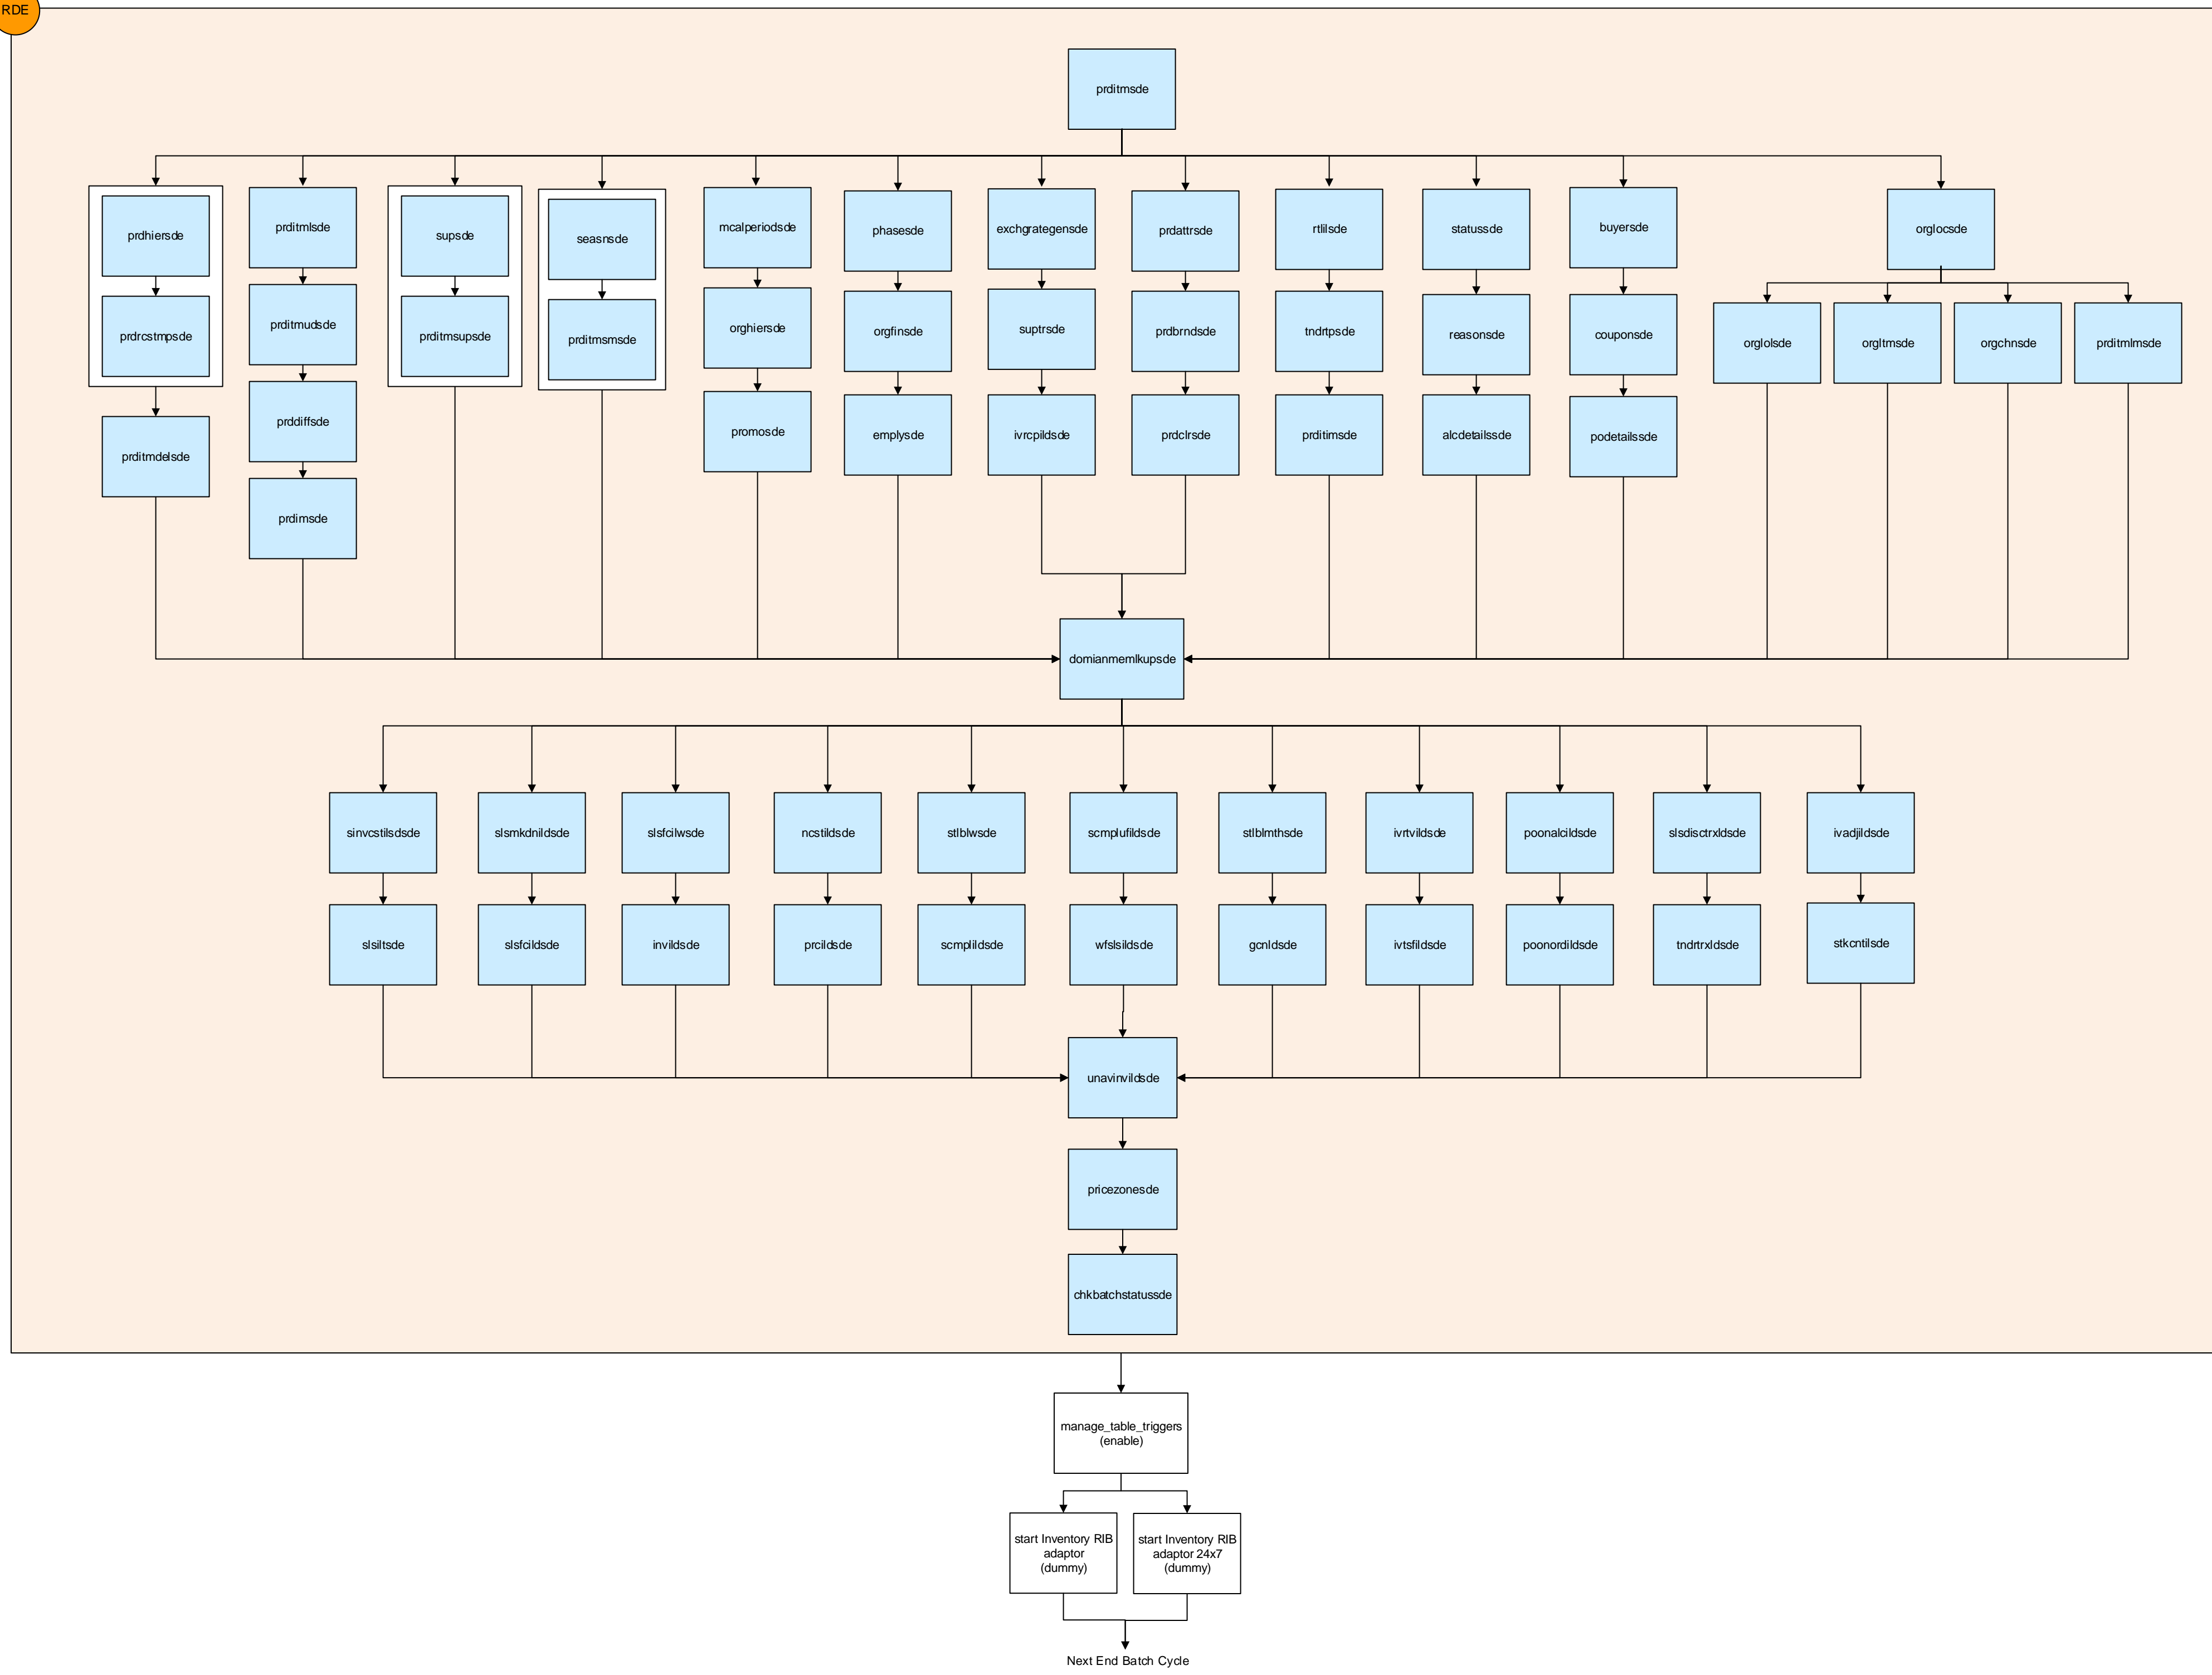 RDE
prditmsde
prdhiersde
prdrcstmpsde
prditmdelsde
prditmlsde
prditmudsde
prddiffsde
prdimsde
supsde
prditmsupsde
seasnsde
prditmsmsde
mcalperiodsde
orghiersde
promosde
phasesde
orgfinsde
emplysde
exchgrategensde
suptrsde
ivrcpildsde
prdattrsde
prdbrndsde
prdclrsde
rtlilsde
tndrtpsde
prditimsde
statussde
reasonsde
alcdetailssde
buyersde
couponsde
podetailssde
orglocsde
orglolsde
orgltmsde
orgchnsde
prditmlmsde
domianmemlkupsde
sinvcstilsdsde
slsmkdnildsde
slsfcilwsde
ncstildsde
stlblwsde
scmplufildsde
stlblmthsde
ivrtvildsde
poonalcildsde
slsdisctrxldsde
ivadjildsde
slsiltsde
slsfcildsde
invildsde
prcildsde
scmplildsde
wfslsildsde
gcnldsde
ivtsfildsde
poonordildsde
tndrtrxldsde
stkcntilsde
unavinvildsde
pricezonesde
chkbatchstatussde
manage_table_triggers
(enable)
start Inventory RIB
adaptor
(dummy)
start Inventory RIB
adaptor 24x7
(dummy)
Next End Batch Cycle